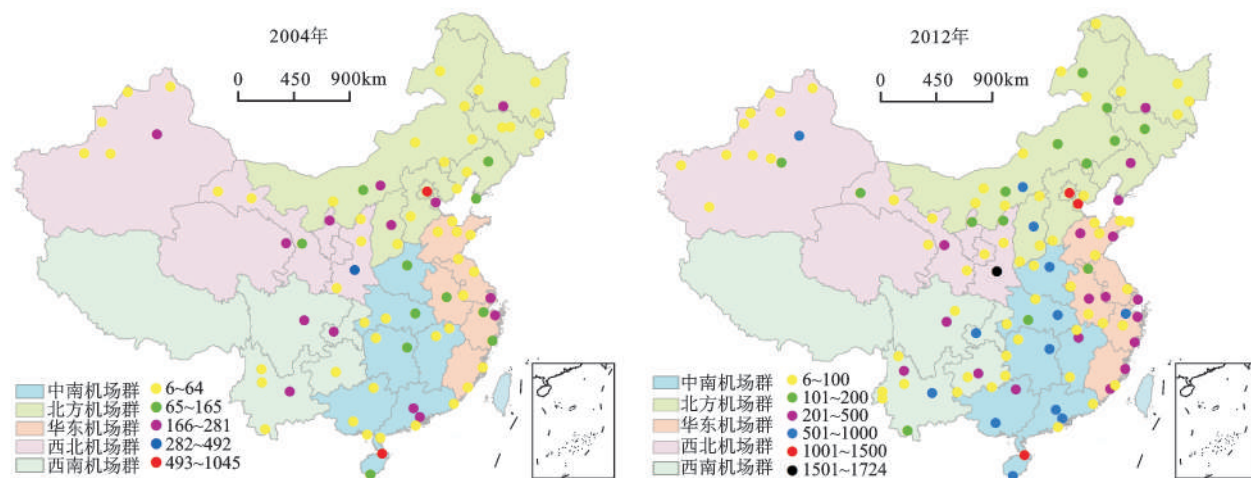 2004年
0 450 900km
中南机场群 6~64
北方机场群 65~165
华东机场群 166~281
西北机场群 282~492
西南机场群 493~1045
2012年
0 450 900km
中南机场群 6~100
北方机场群 101~200
华东机场群 201~500
西北机场群 501~1000
西南机场群 1001~1500
1501~1724